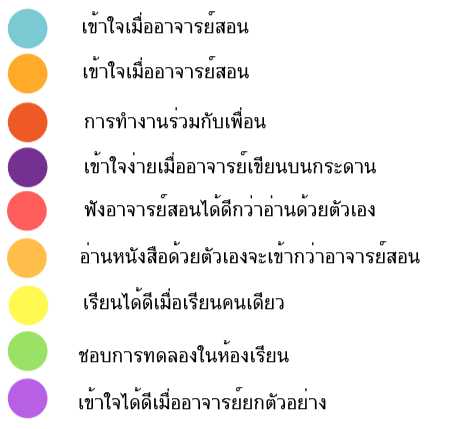 เข้าใจเมื่ออาจารย์สอน
เข้าใจเมื่ออาจารย์สอน
การทำงานร่วมกับเพื่อน
เข้าใจง่ายเมื่ออาจารย์เขียนบนกระดาน
ฟังอาจารย์สอนได้ดีกว่าอ่านด้วยตัวเอง
อ่านหนังสือด้วยตัวเองจะเข้ากว่าอาจารย์สอน
เรียนได้ดีเมื่อเรียนคนเดียว
ชอบการทดลองในห้องเรียน
เข้าใจได้ดีเมื่ออาจารย์ยกตัวอย่าง